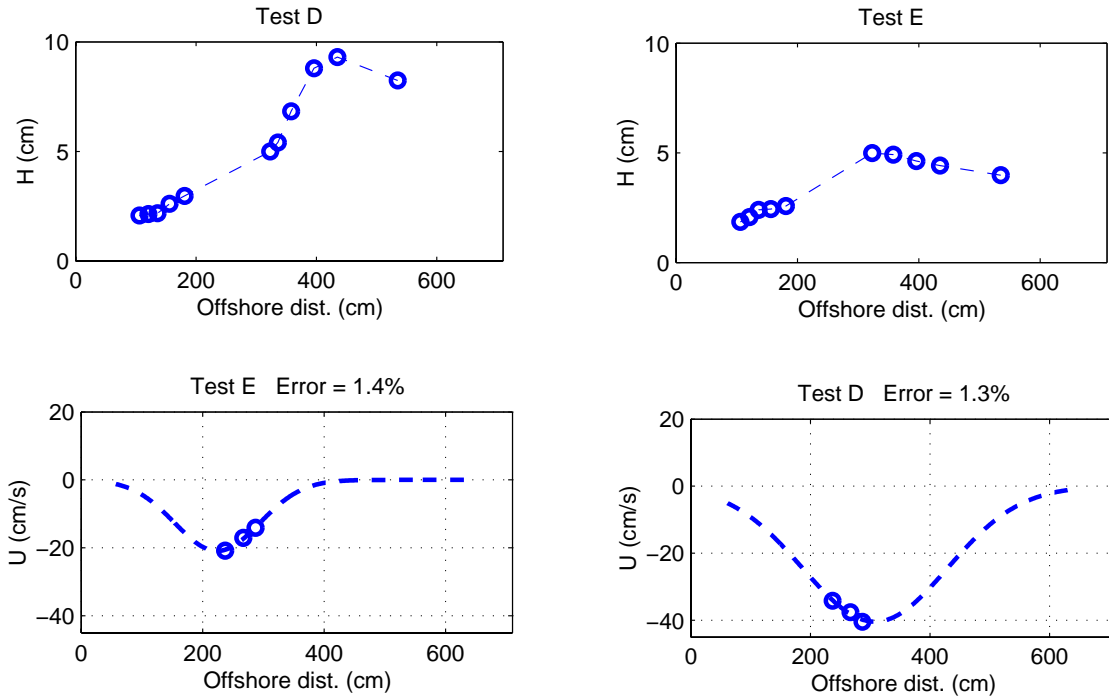 Test D
10
5
0
H (cm)
0 200 400 600
Offshore dist. (cm)
Test E
10
5
0
H (cm)
0 200 400 600
Offshore dist. (cm)
Test E Error = 1.4%
20
0
−20
−40
U (cm/s)
0 200 400 600
Offshore dist. (cm)
Test D Error = 1.3%
20
0
−20
−40
U (cm/s)
0 200 400 600
Offshore dist. (cm)